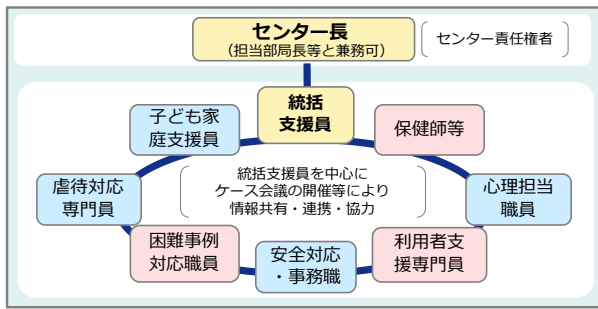 センター長
(担当部局長等と兼務可)
センター責任権者
統括
支援員
子ども家
庭支援員
保健師等
虐待対応
専門員
統括支援員を中心に
ケース会議の開催等により
情報共有・連携・協力
心理担当
職員
困難事例
対応職員
安全対応
・事務職
利用者支
援専門員